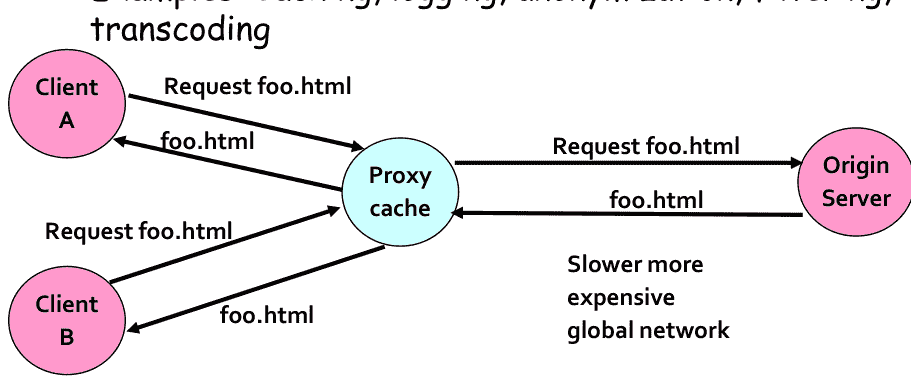 transcoding
Client
A
Request foo.html
foo.html
Request foo.html
Proxy
cache
Origin
Server
foo.html
Request foo.html
Slower more
expensive
global network
Client
B
foo.html